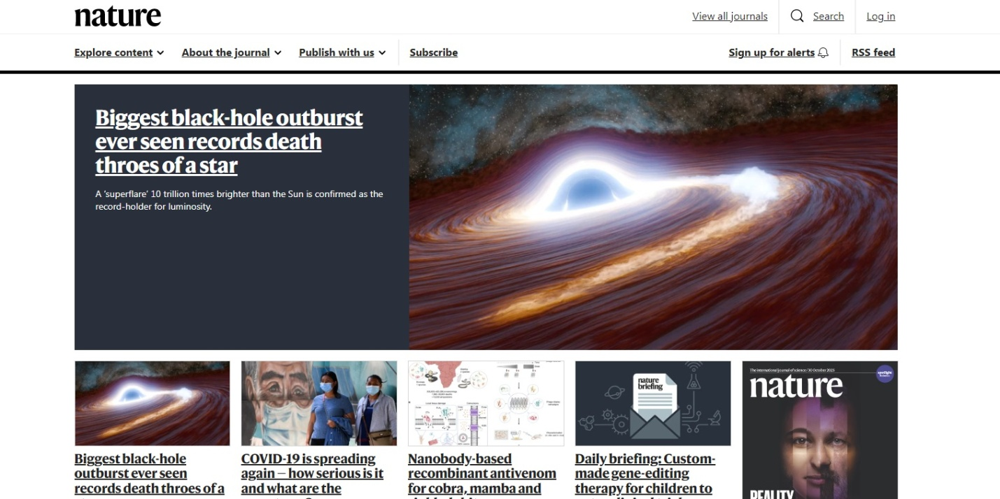 nature
View all journals
Search
Log in
Explore content
About the journal
Publish with us
Subscribe
Sign up for alerts
RSS feed
Biggest black-hole outburst
ever seen records death
throes of a star
A ‘superflare’ 10 trillion times brighter than the Sun is confirmed as the
record-holder for luminosity.
nature
briefing
The international journal of science / 30 October 2025
nature
spotlight
Biggest black-hole
outburst ever seen
records death throes of a
COVID-19 is spreading
again – how serious is it
and what are the
Nanobody-based
recombinant antivenom
for cobra, mamba and
Daily briefing: Custom-
made gene-editing
therapy for children to
REALITY